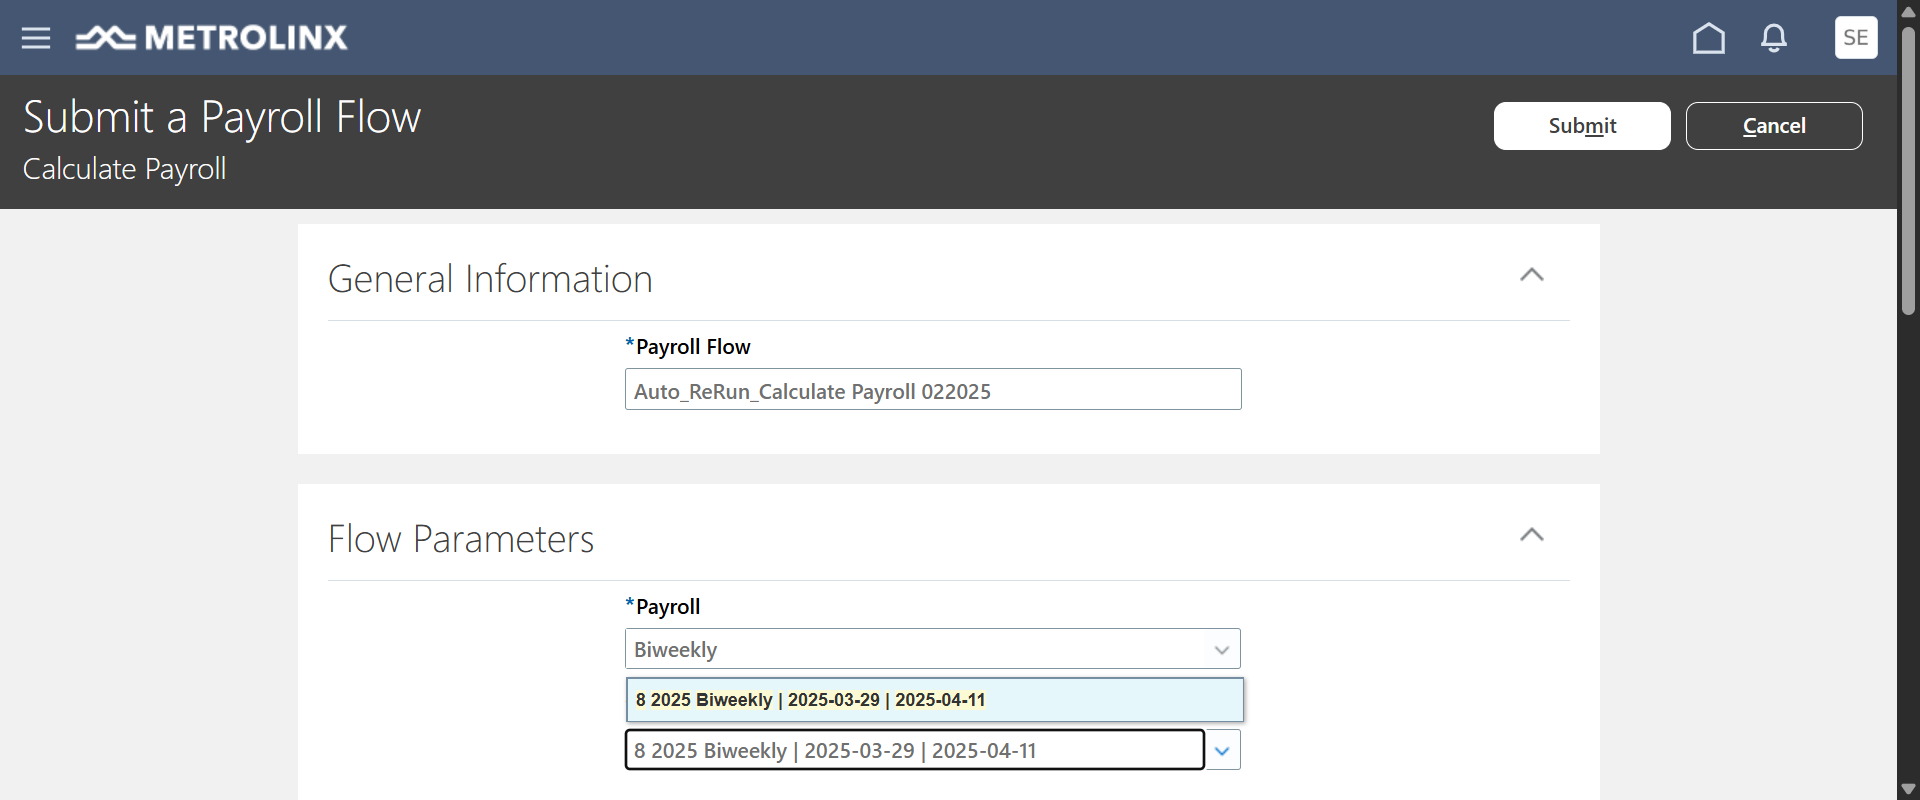 METROLINX
SE
Submit a Payroll Flow
Calculate Payroll
Submit
Cancel
General Information
*Payroll Flow
Auto_ReRun_Calculate Payroll 022025
Flow Parameters
*Payroll
Biweekly
8 2025 Biweekly | 2025-03-29 | 2025-04-11
8 2025 Biweekly | 2025-03-29 | 2025-04-11